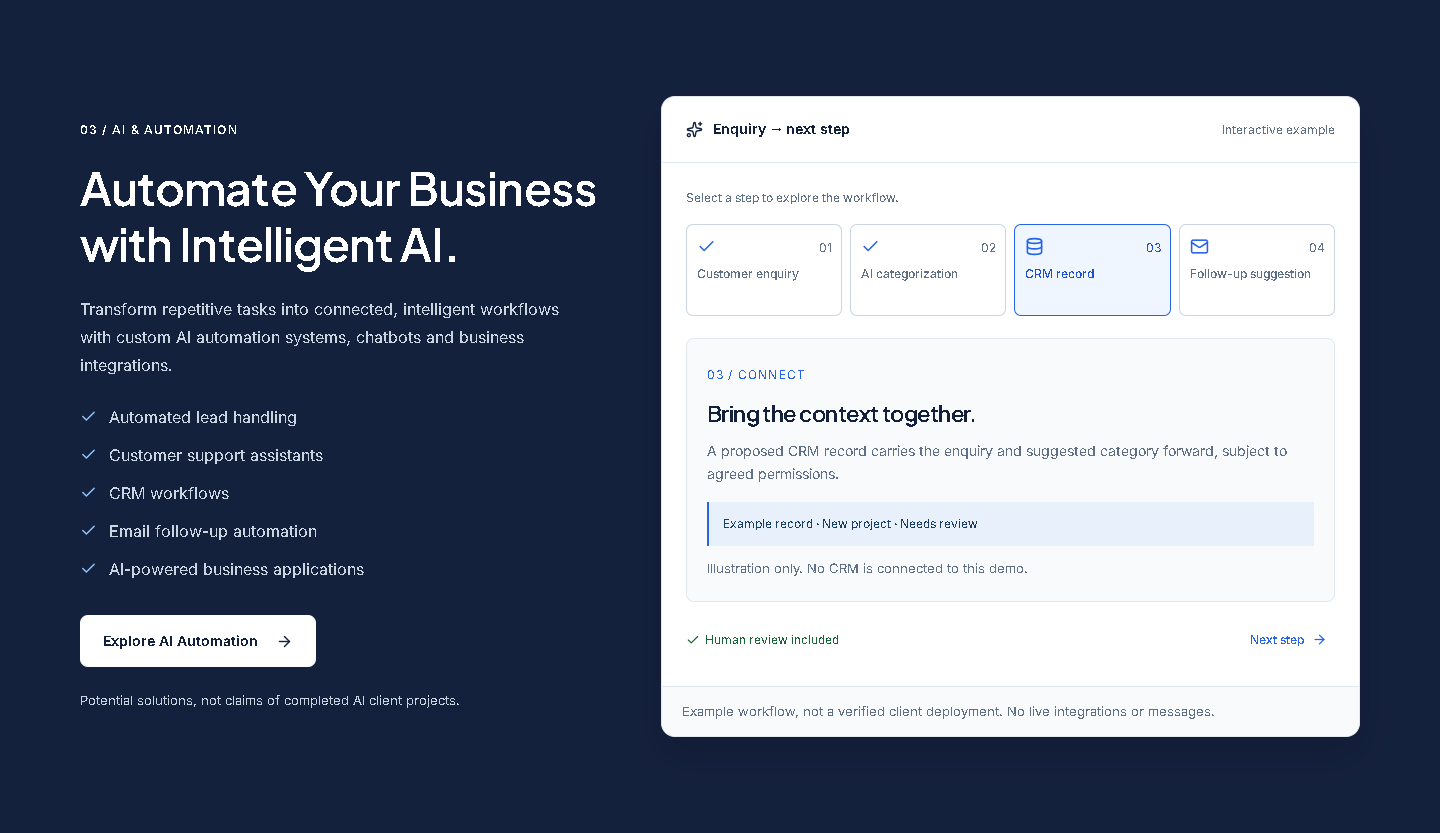 03 / AI & AUTOMATION
Automate Your Business
with Intelligent AI.
Transform repetitive tasks into connected, intelligent workflows
with custom AI automation systems, chatbots and business
integrations.
Automated lead handling
Customer support assistants
CRM workflows
Email follow-up automation
AI-powered business applications
Explore AI Automation →
Potential solutions, not claims of completed AI client projects.
Enquiry → next step
Interactive example
Select a step to explore the workflow.
01
Customer enquiry
02
AI categorization
03
CRM record
04
Follow-up suggestion
03 / CONNECT
Bring the context together.
A proposed CRM record carries the enquiry and suggested category forward, subject to
agreed permissions.
Example record · New project · Needs review
Illustration only. No CRM is connected to this demo.
Human review included
Next step →
Example workflow, not a verified client deployment. No live integrations or messages.